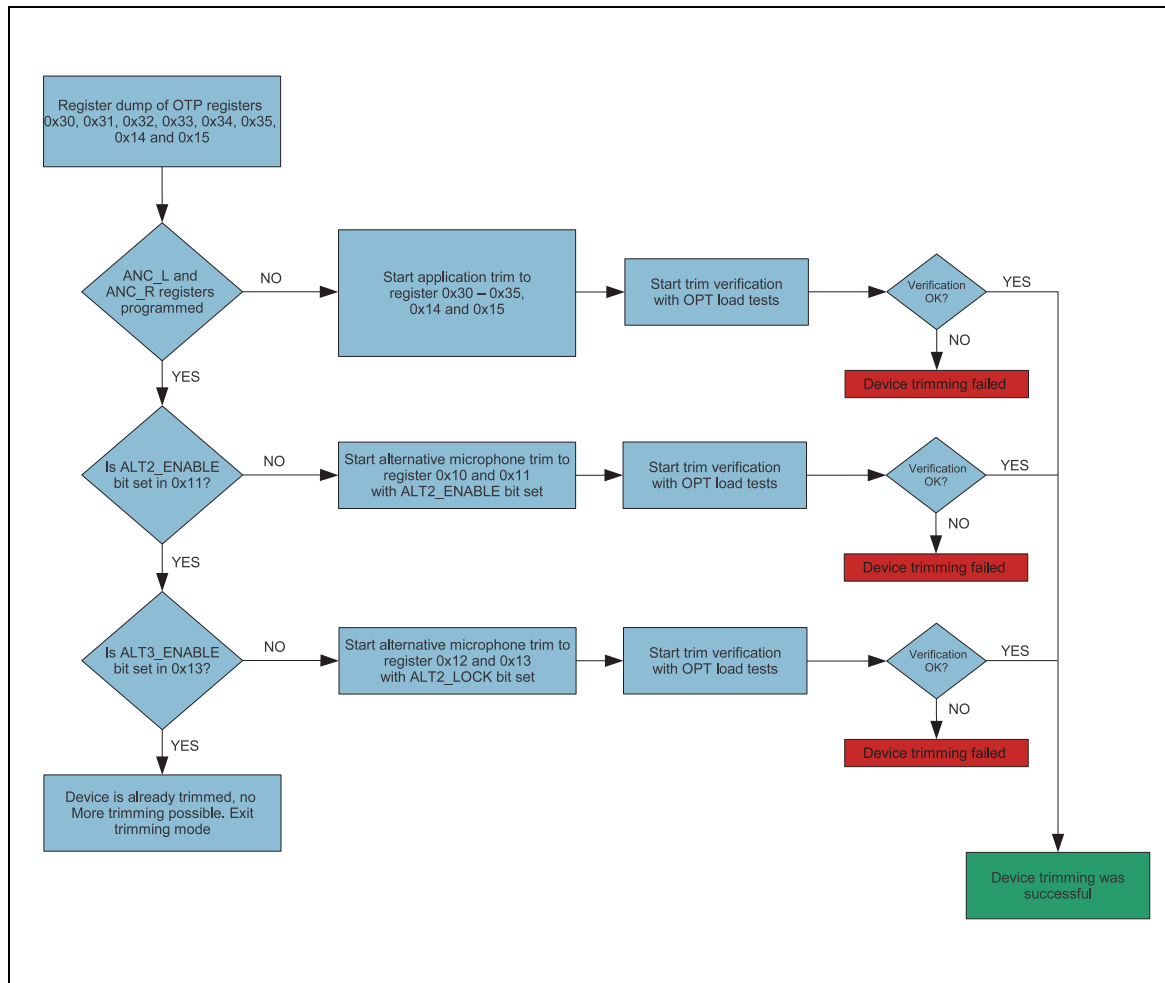 Register dump of OTP registers
0x30, 0x31, 0x32, 0x33, 0x34, 0x35,
0x14 and 0x15
ANC_L and
ANC_R registers
programmed
NO
Start application trim to
register 0x30 – 0x35,
0x14 and 0x15
Start trim verification
with OPT load tests
Verification
OK?
YES
NO
Device trimming failed
YES
Is ALT2_ENABLE
bit set in 0x11?
NO
Start alternative microphone trim to
register 0x10 and 0x11
with ALT2_ENABLE bit set
Start trim verification
with OPT load tests
Verification
OK?
YES
NO
Device trimming failed
YES
Is ALT3_ENABLE
bit set in 0x13?
NO
Start alternative microphone trim to
register 0x12 and 0x13
with ALT2_LOCK bit set
Start trim verification
with OPT load tests
Verification
OK?
YES
NO
Device trimming failed
YES
Device is already trimmed, no
More trimming possible. Exit
trimming mode
Device trimming was
successful